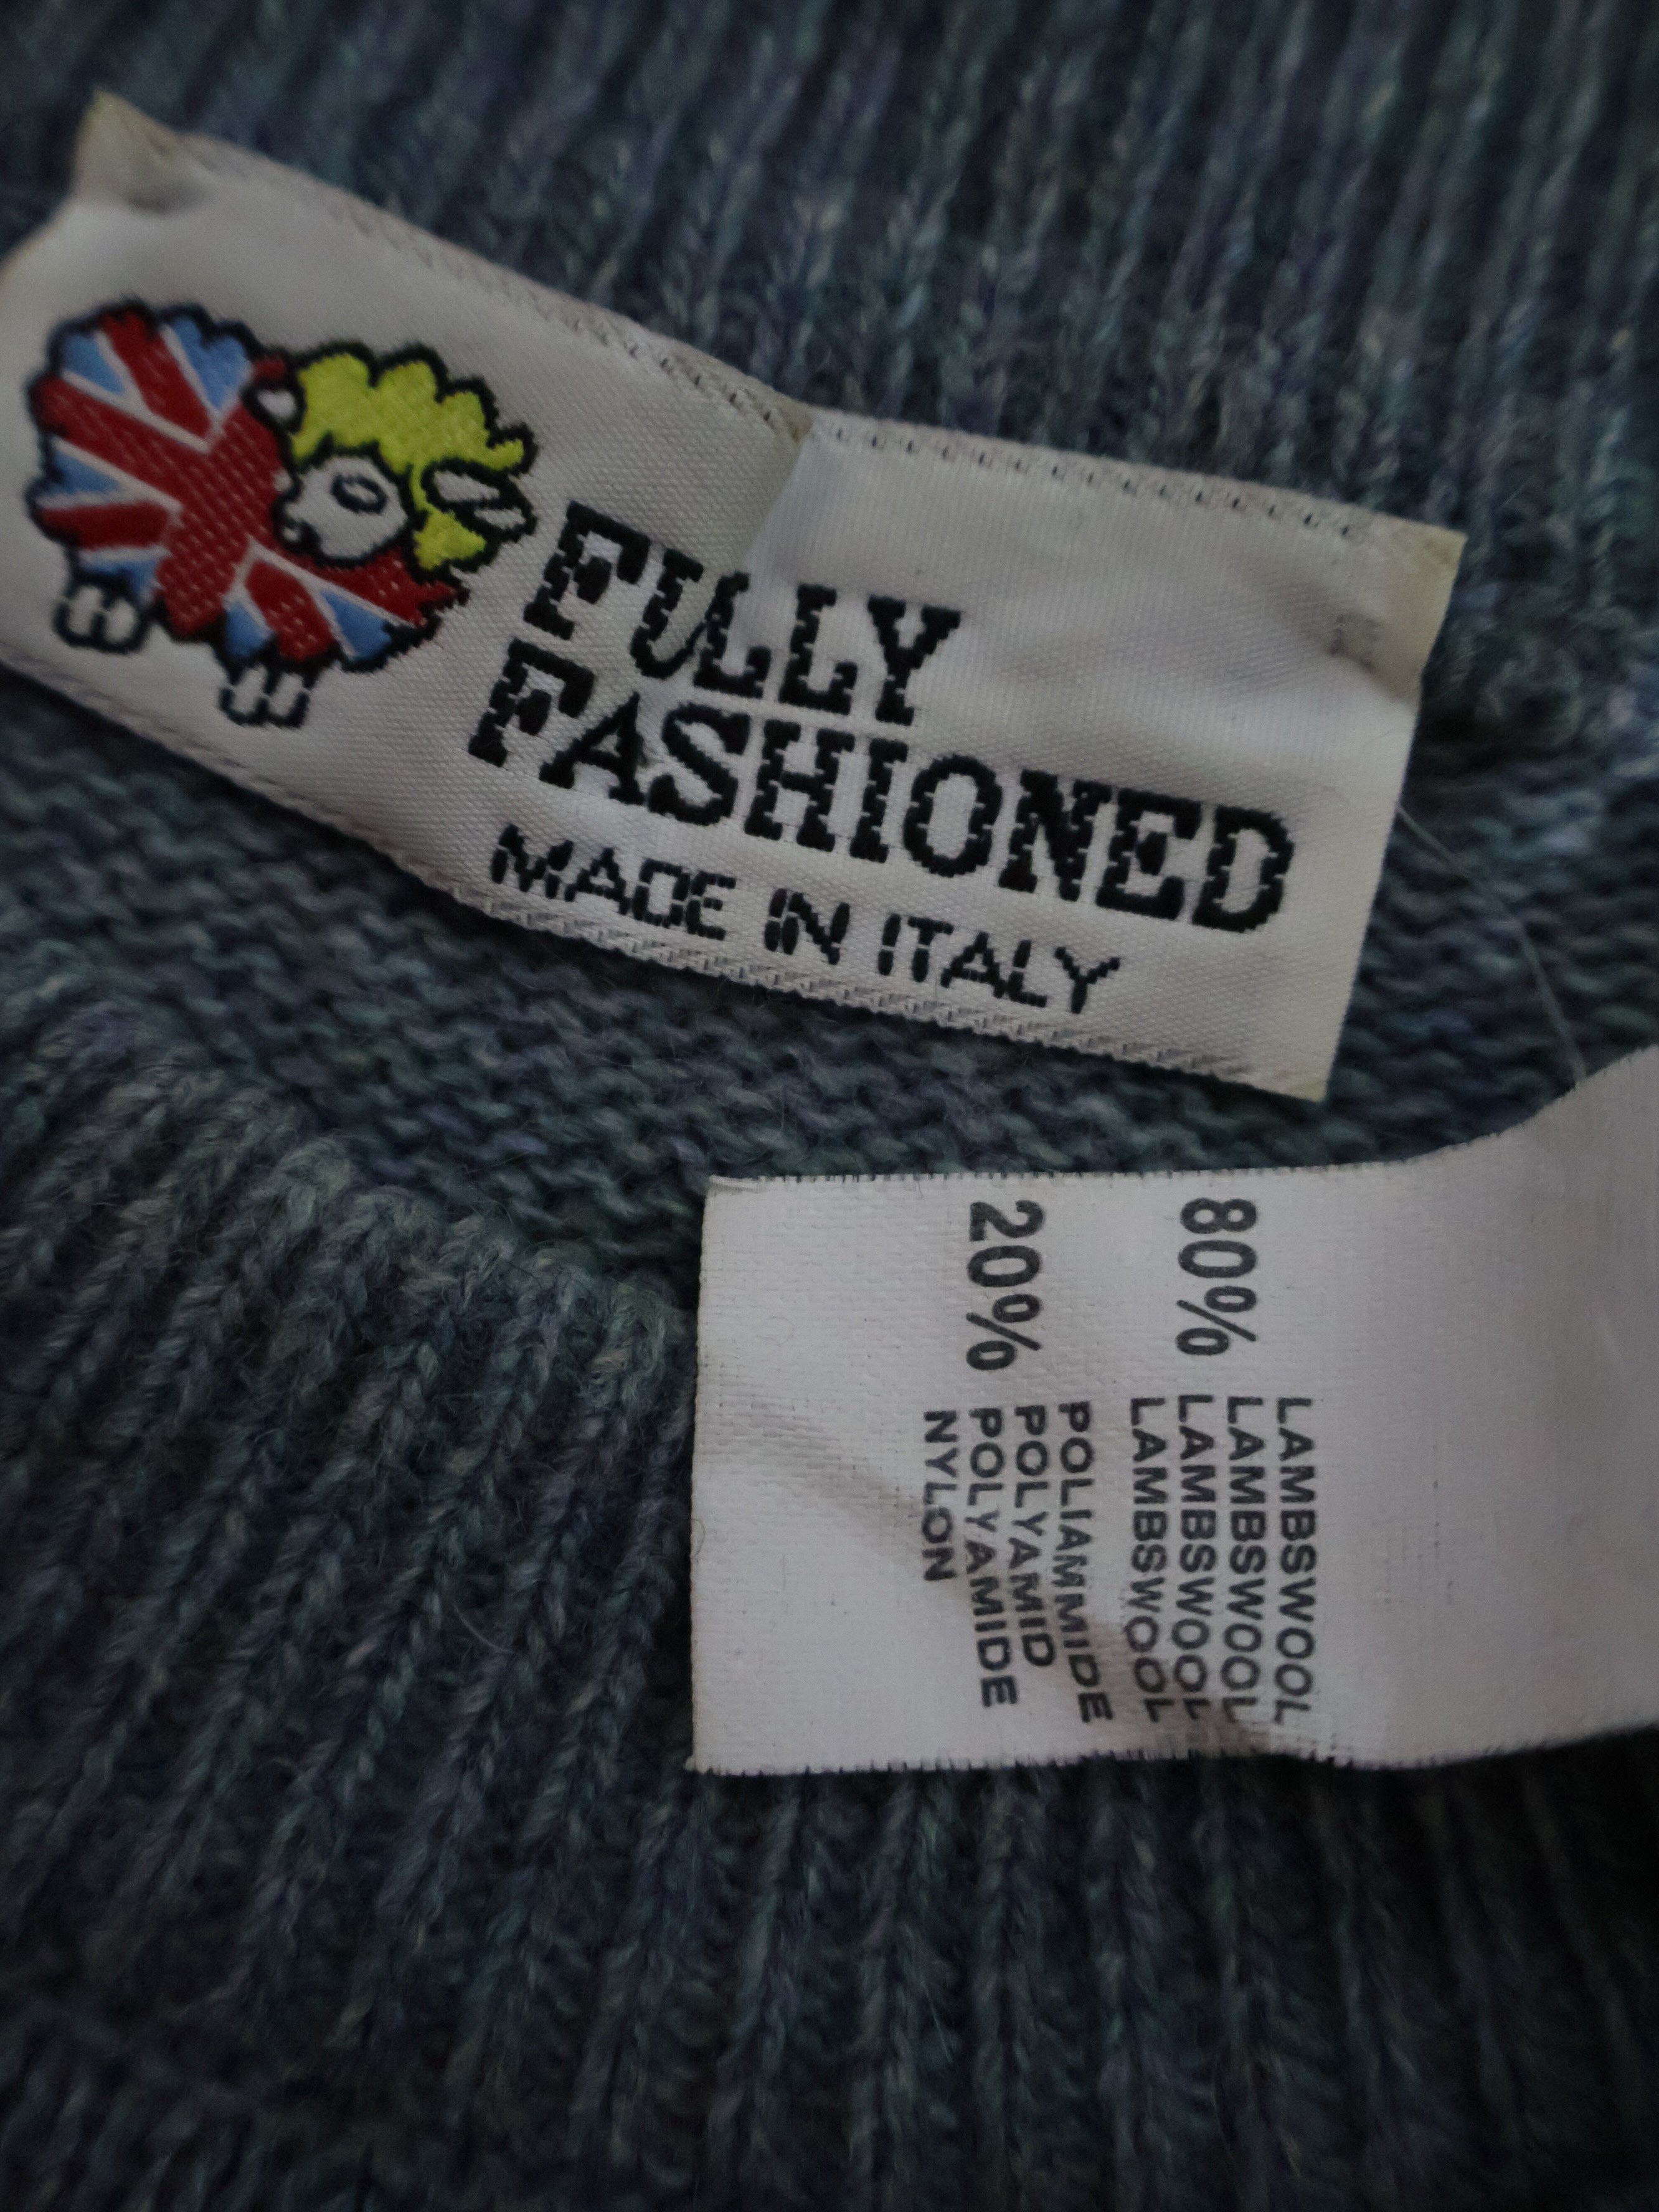 FULLY
FASHIONED
MADE IN ITALY
80% LAMBSWOOL
LAMBSWOOL
LAMBSWOOL
LAMBSWOOL
20% POLIAMMIDE
POLYAMID
POLYAMIDE
NYLON